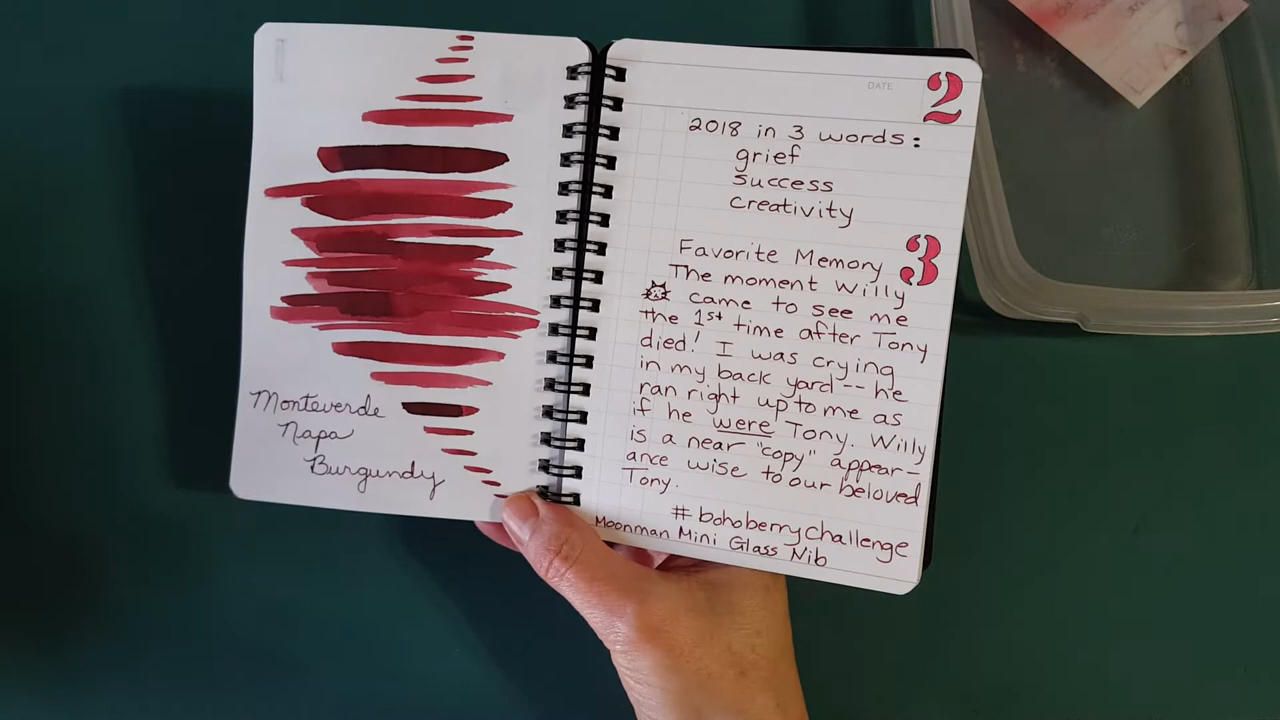 Monteverde
Napa
Burgundy
DATE
2
2018 in 3 words:
grief
success
creativity
3
Favorite Memory
The moment Willy
came to see me
the 1st time after Tony
died! I was crying
in my back yard -- he
ran right up to me as
if he were Tony. Willy
is a near "copy" appear-
ance wise to our beloved
Tony.
#bohoberrychallenge
Moonman Mini Glass Nib